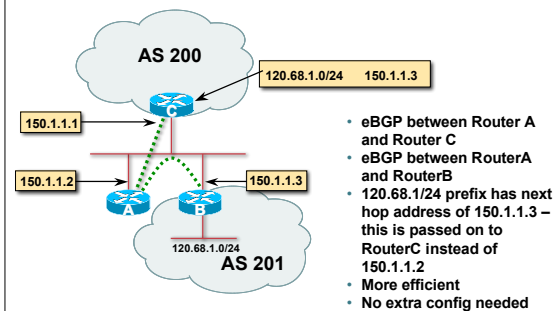 AS 200
120.68.1.0/24 150.1.1.3
C
150.1.1.1
150.1.1.2
150.1.1.3
A
B
120.68.1.0/24
AS 201
• eBGP between Router A
and Router C
• eBGP between RouterA
and RouterB
• 120.68.1/24 prefix has next
hop address of 150.1.1.3 –
this is passed on to
RouterC instead of
150.1.1.2
• More efficient
• No extra config needed